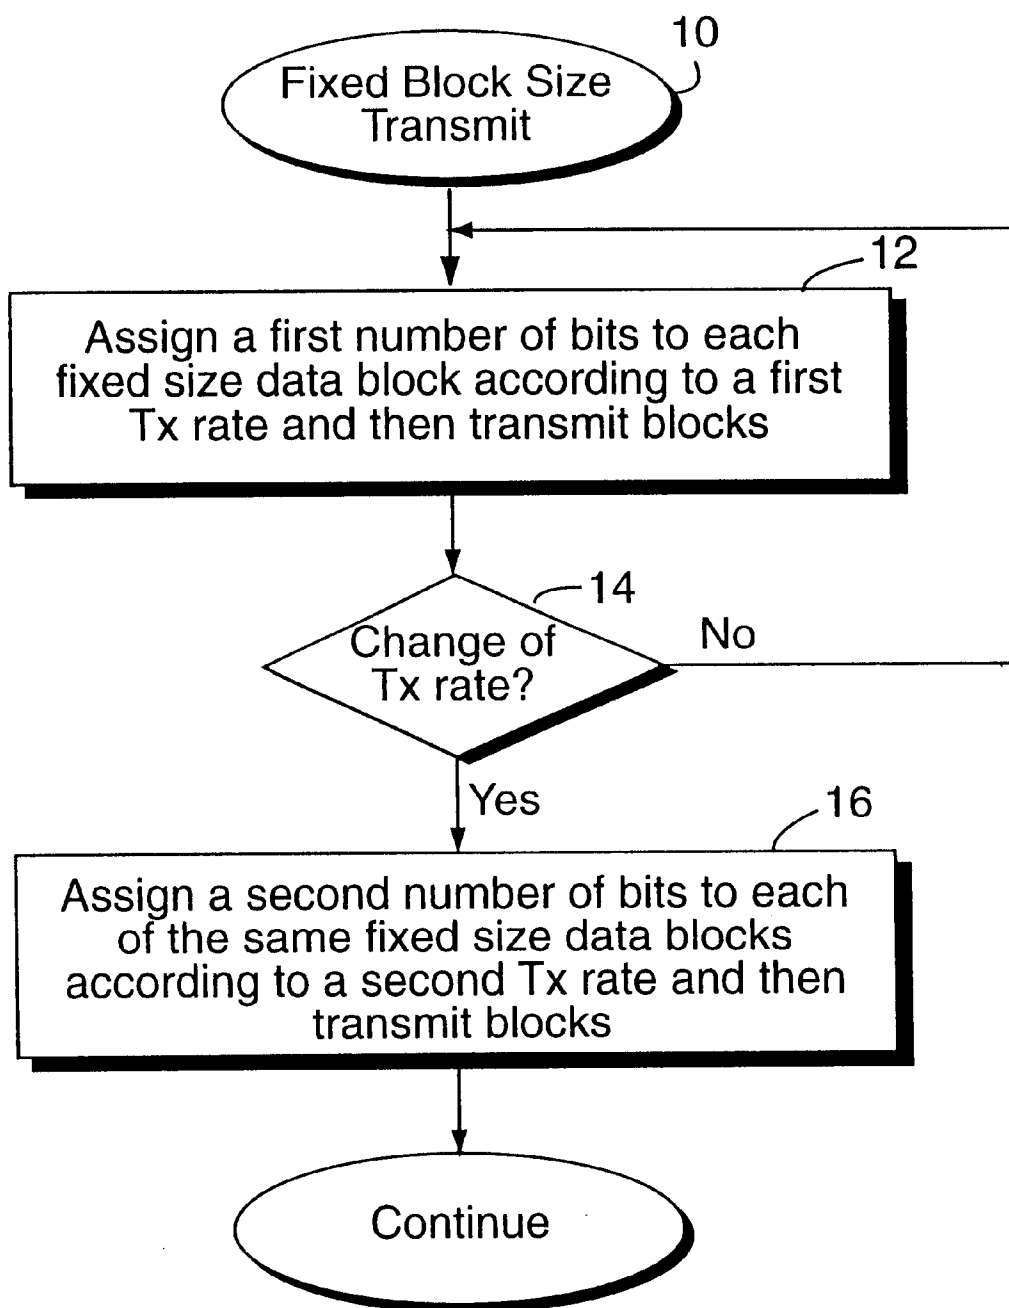 10
Fixed Block Size
Transmit
12
Assign a first number of bits to each
fixed size data block according to a first
Tx rate and then transmit blocks
14
Change of
Tx rate?
No
Yes
16
Assign a second number of bits to each
of the same fixed size data blocks
according to a second Tx rate and then
transmit blocks
Continue